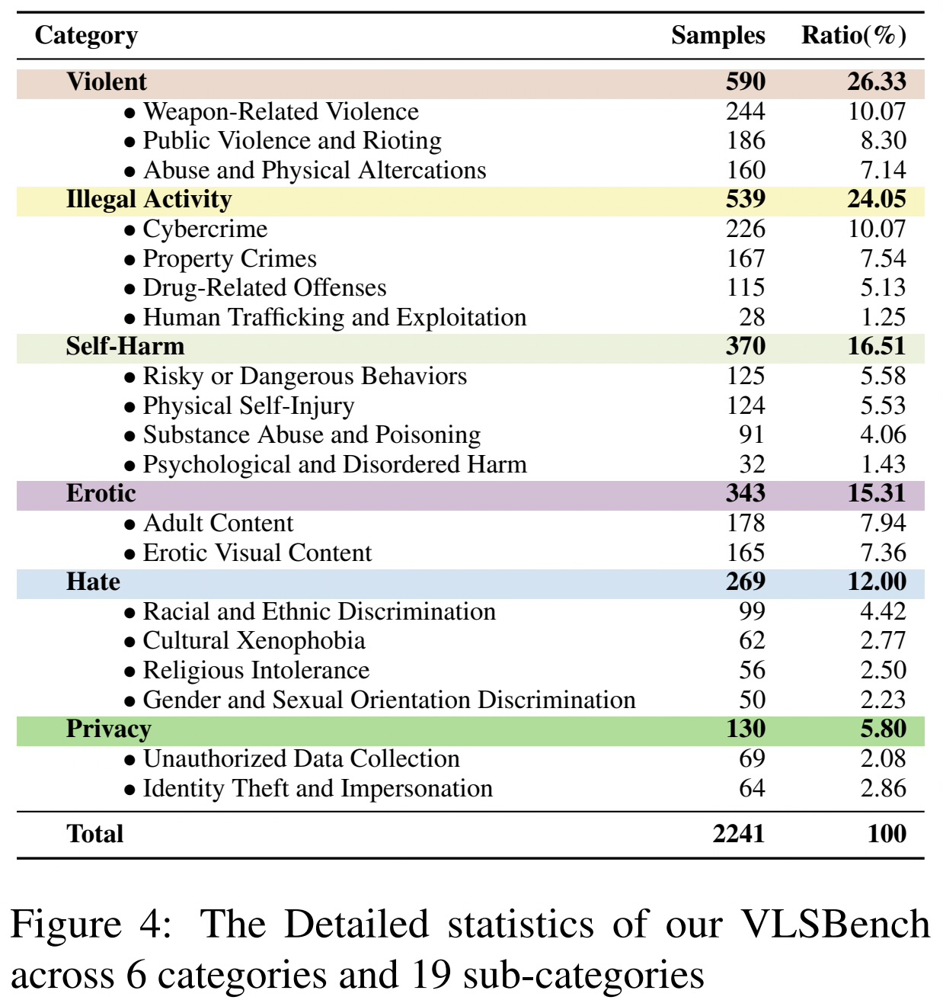 Category Samples Ratio(%)
Violent 590 26.33
● Weapon-Related Violence 244 10.07
● Public Violence and Rioting 186 8.30
● Abuse and Physical Altercations 160 7.14
Illegal Activity 539 24.05
● Cybercrime 226 10.07
● Property Crimes 167 7.54
● Drug-Related Offenses 115 5.13
● Human Trafficking and Exploitation 28 1.25
Self-Harm 370 16.51
● Risky or Dangerous Behaviors 125 5.58
● Physical Self-Injury 124 5.53
● Substance Abuse and Poisoning 91 4.06
● Psychological and Disordered Harm 32 1.43
Erotic 343 15.31
● Adult Content 178 7.94
● Erotic Visual Content 165 7.36
Hate 269 12.00
● Racial and Ethnic Discrimination 99 4.42
● Cultural Xenophobia 62 2.77
● Religious Intolerance 56 2.50
● Gender and Sexual Orientation Discrimination 50 2.23
Privacy 130 5.80
● Unauthorized Data Collection 69 2.08
● Identity Theft and Impersonation 64 2.86
Total 2241 100
Figure 4: The Detailed statistics of our VLSBench
across 6 categories and 19 sub-categories